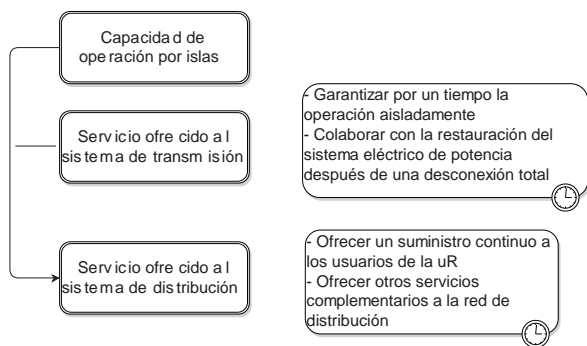 Capacidad de
operación por islas
- Garantizar por un tiempo la
operación aisladamente
- Colaborar con la restauración del
sistema eléctrico de potencia
después de una desconexión total
Servicio ofrecido al
sistema de transmisión
- Ofrecer un suministro continuo a
los usuarios de la uR
- Ofrecer otros servicios
complementarios a la red de
distribución
Servicio ofrecido al
sistema de distribución